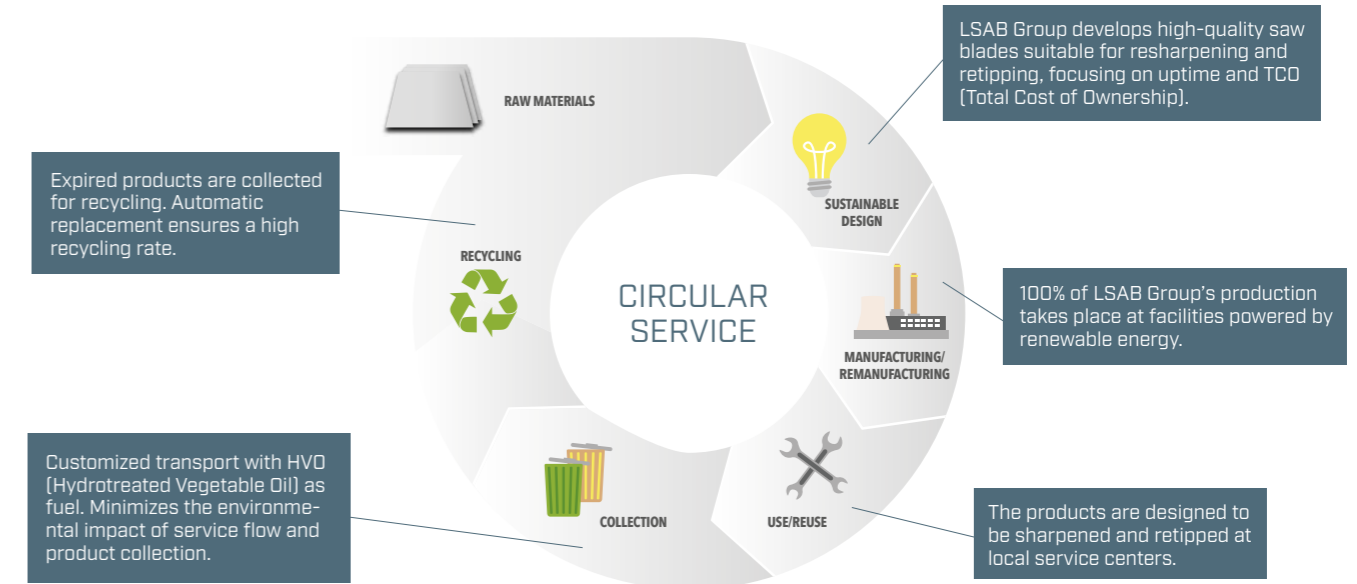 LSAB Group develops high-quality saw
blades suitable for resharpening and
retipping, focusing on uptime and TCO
(Total Cost of Ownership).
RAW MATERIALS
SUSTAINABLE
DESIGN
Expired products are collected
for recycling. Automatic
replacement ensures a high
recycling rate.
RECYCLING
CIRCULAR
SERVICE
100% of LSAB Group's production
takes place at facilities powered by
renewable energy.
MANUFACTURING/
REMANUFACTURING
Customized transport with HVO
(Hydrotreated Vegetable Oil) as
fuel. Minimizes the environme-
ntal impact of service flow and
product collection.
COLLECTION
USE/REUSE
The products are designed to
be sharpened and retipped at
local service centers.